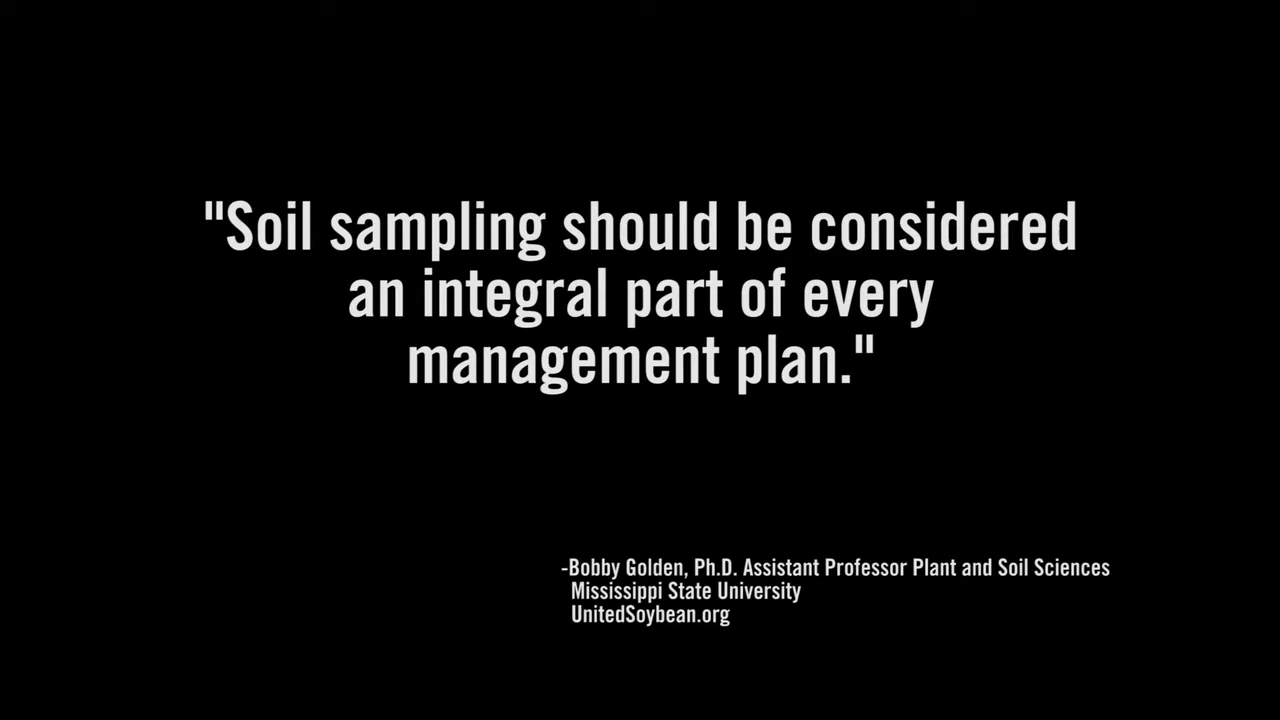 "Soil sampling should be considered
an integral part of every
management plan."
-Bobby Golden, Ph.D. Assistant Professor Plant and Soil Sciences
Mississippi State University
UnitedSoybean.org